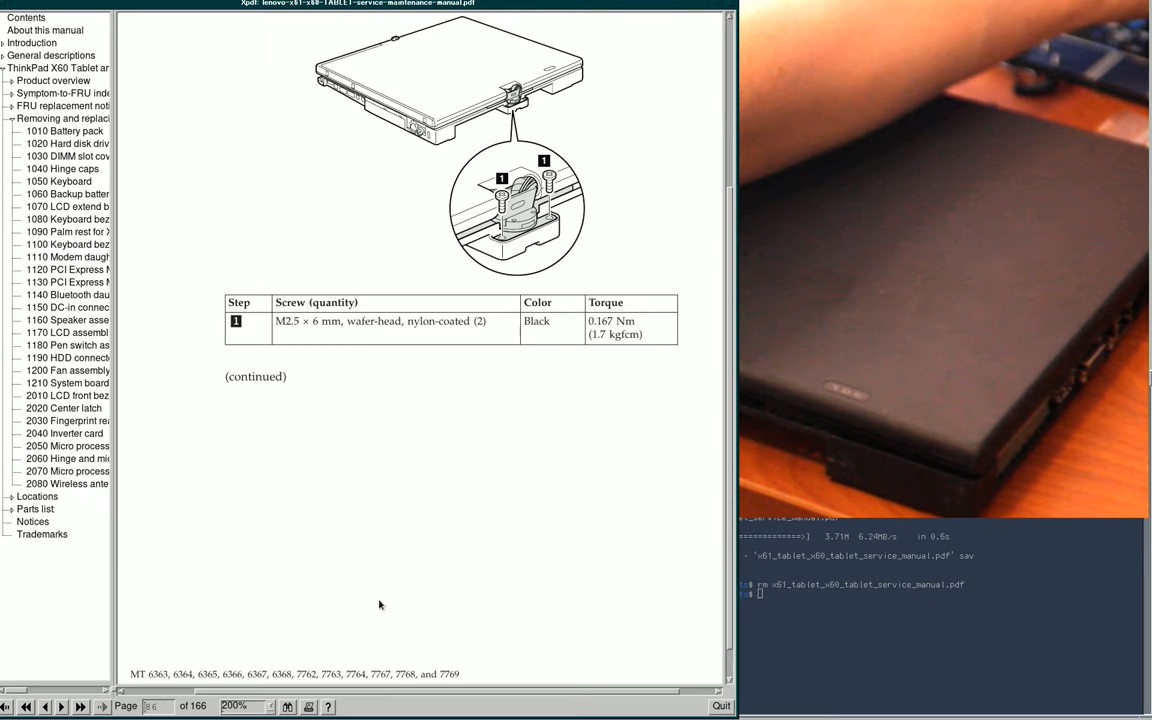 Xpdf: lenovo-x61-x60-TABLET-service-maintenance-manual.pdf
Contents
About this manual
Introduction
General descriptions
ThinkPad X60 Tablet ar
Product overview
Symptom-to-FRU inde
FRU replacement noti
Removing and replaci
1010 Battery pack
1020 Hard disk driv
1030 DIMM slot cov
1040 Hinge caps
1050 Keyboard
1060 Backup batter
1070 LCD extend b
1080 Keyboard bez
1090 Palm rest for X
1100 Keyboard bez
1110 Modem daugh
1120 PCI Express M
1130 PCI Express M
1140 Bluetooth dau
1150 DC-in connec
1160 Speaker asse
1170 LCD assembl
1180 Pen switch as
1190 HDD connect
1200 Fan assembly
1210 System board
2010 LCD front bez
2020 Center latch
2030 Fingerprint rea
2040 Inverter card
2050 Micro process
2060 Hinge and mic
2070 Micro process
2080 Wireless ante
Locations
Parts list
Notices
Trademarks
1
1
Step Screw (quantity) Color Torque
1 M2.5 × 6 mm, wafer-head, nylon-coated (2) Black 0.167 Nm
(1.7 kgfcm)
(continued)
MT 6363, 6364, 6365, 6366, 6367, 6368, 7762, 7763, 7764, 7767, 7768, and 7769
Page 86 of 166 200% ? Quit
et_service_manual.pdf
============>] 3.71M 6.24MB/s in 0.6s
- 'x61_tablet_x60_tablet_service_manual.pdf' sav
$ rm x61_tablet_x60_tablet_service_manual.pdf
$